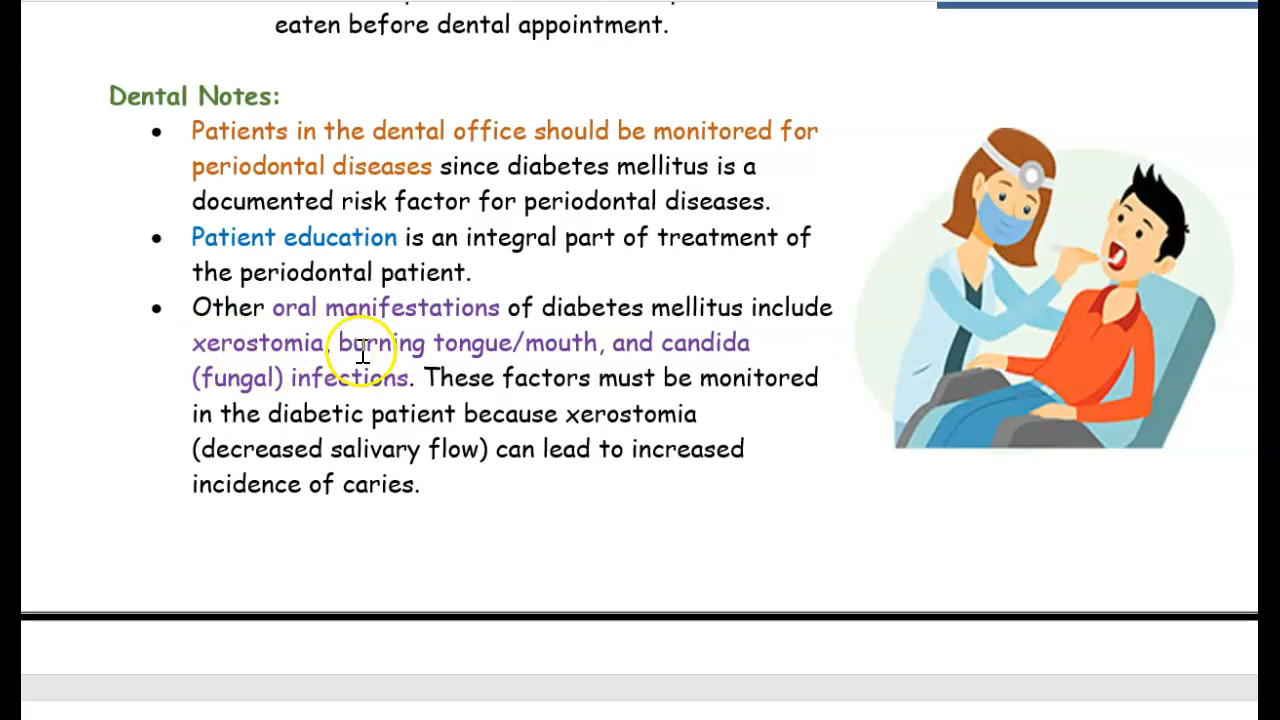 eaten before dental appointment.
Dental Notes:
• Patients in the dental office should be monitored for
periodontal diseases since diabetes mellitus is a
documented risk factor for periodontal diseases.
• Patient education is an integral part of treatment of
the periodontal patient.
• Other oral manifestations of diabetes mellitus include
xerostomia, burning tongue/mouth, and candida
(fungal) infections. These factors must be monitored
in the diabetic patient because xerostomia
(decreased salivary flow) can lead to increased
incidence of caries.